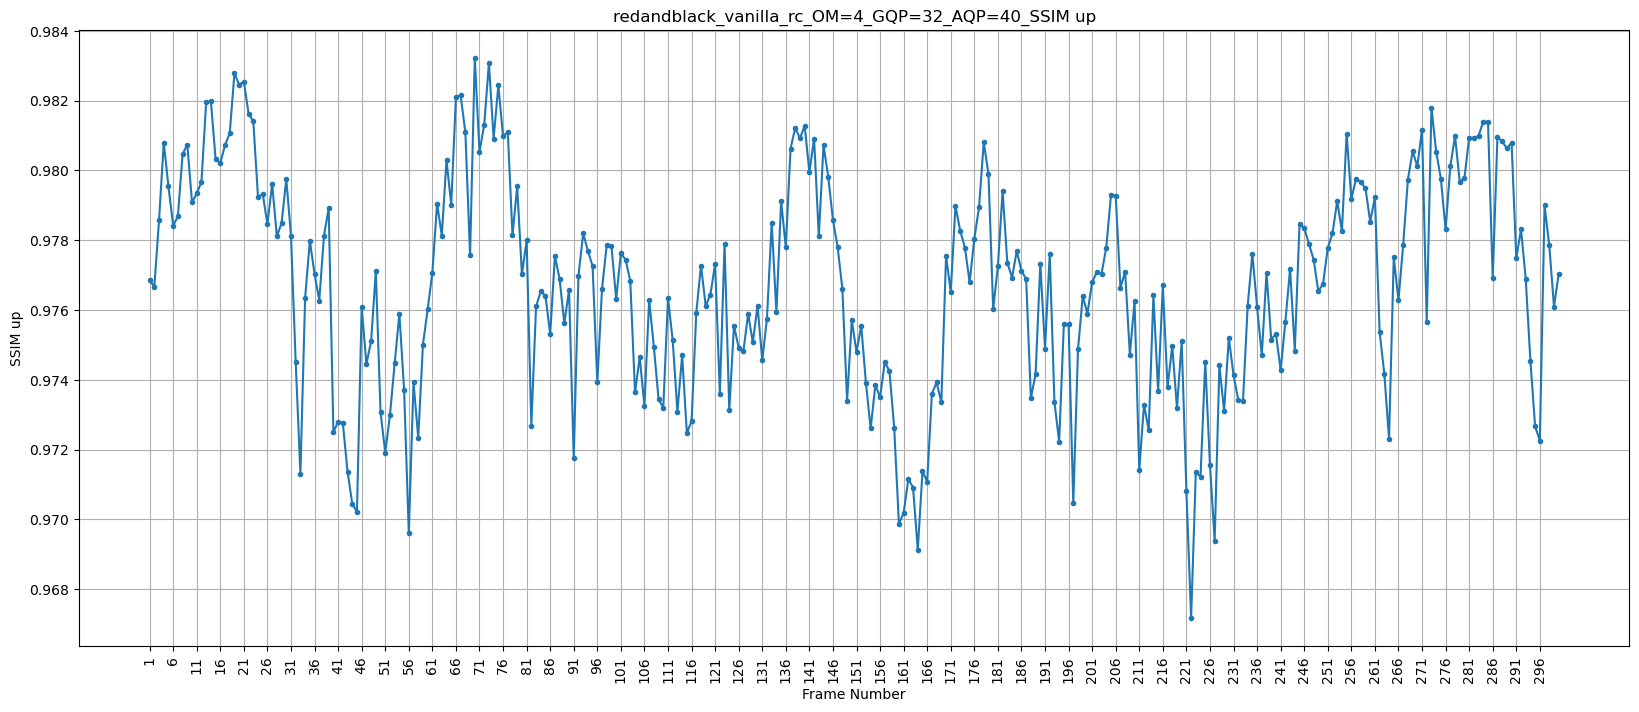 redandblack_vanilla_rc_OM=4_GQP=32_AQP=40_SSIM up
0.984
0.982
0.980
0.978
0.976
0.974
0.972
0.970
0.968
SSIM up
1 6 11 16 21 26 31 36 41 46 51 56 61 66 71 76 81 86 91 96 101 106 111 116 121 126 131 136 141 146 151 156 161 166 171 176 181 186 191 196 201 206 211 216 221 226 231 236 241 246 251 256 261 266 271 276 281 286 291 296
Frame Number